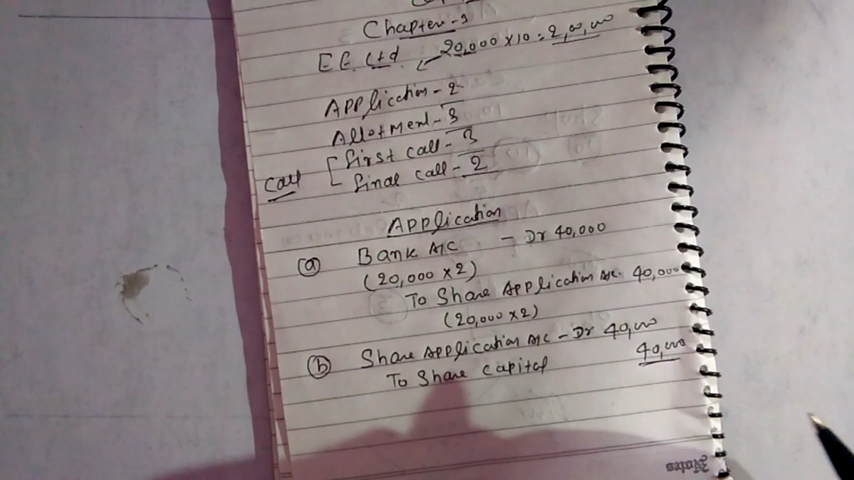 Chapter-3
E E. Ltd. 20,000 x 10 = 2,00,000
Application - 2
Allotment - 3
Call [ first call - 3
final call - 2
Application
(a) Bank A/C - Dr 40,000
(20,000 x 2)
To Share Application A/c. 40,000
(20,000 x 2)
(b) Share Application A/C - Dr 40,000
To Share capital 40,000
Notes